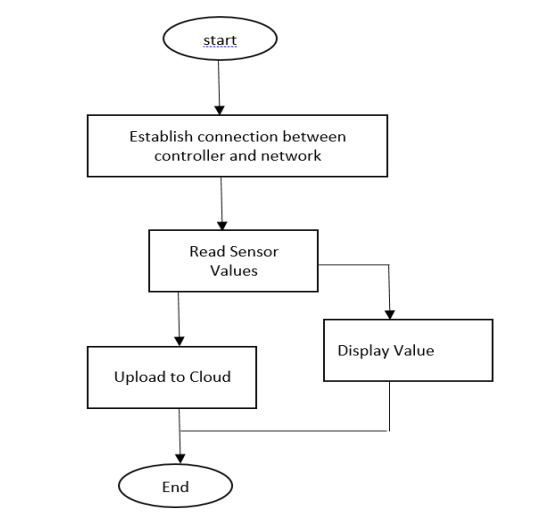 start
Establish connection between
controller and network
Read Sensor
Values
Display Value
Upload to Cloud
End